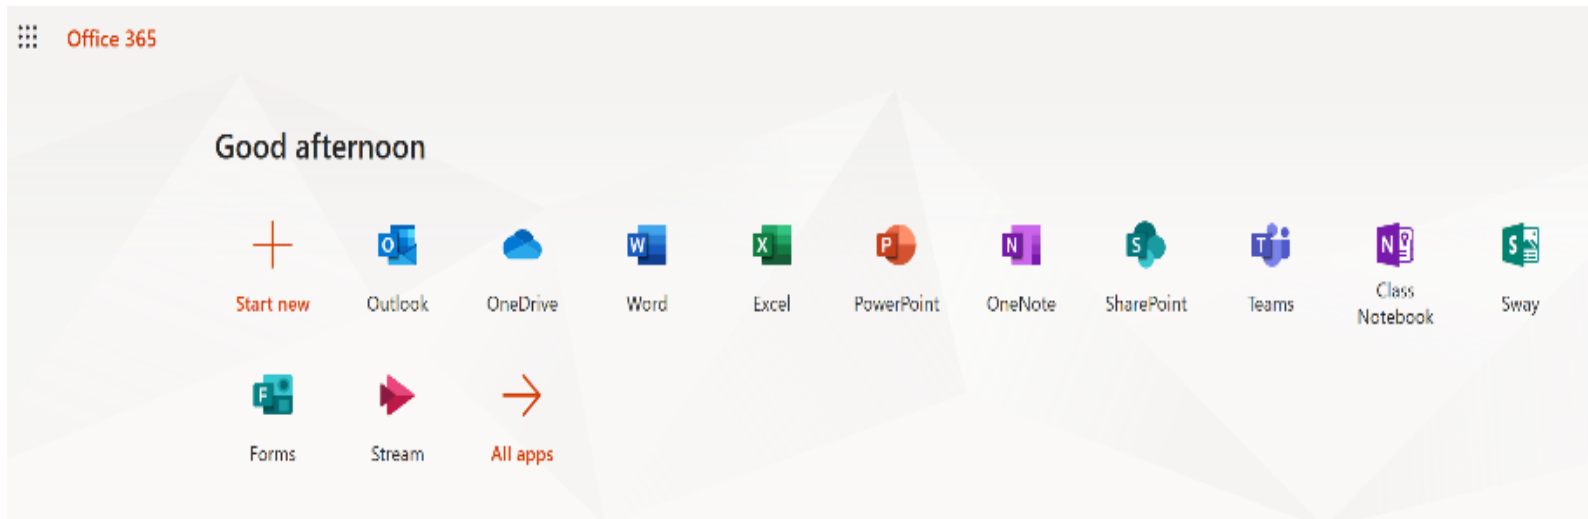 Office 365
Good afternoon
Start new
Outlook
OneDrive
Word
Excel
PowerPoint
OneNote
SharePoint
Teams
Class
Notebook
Sway
Forms
Stream
All apps